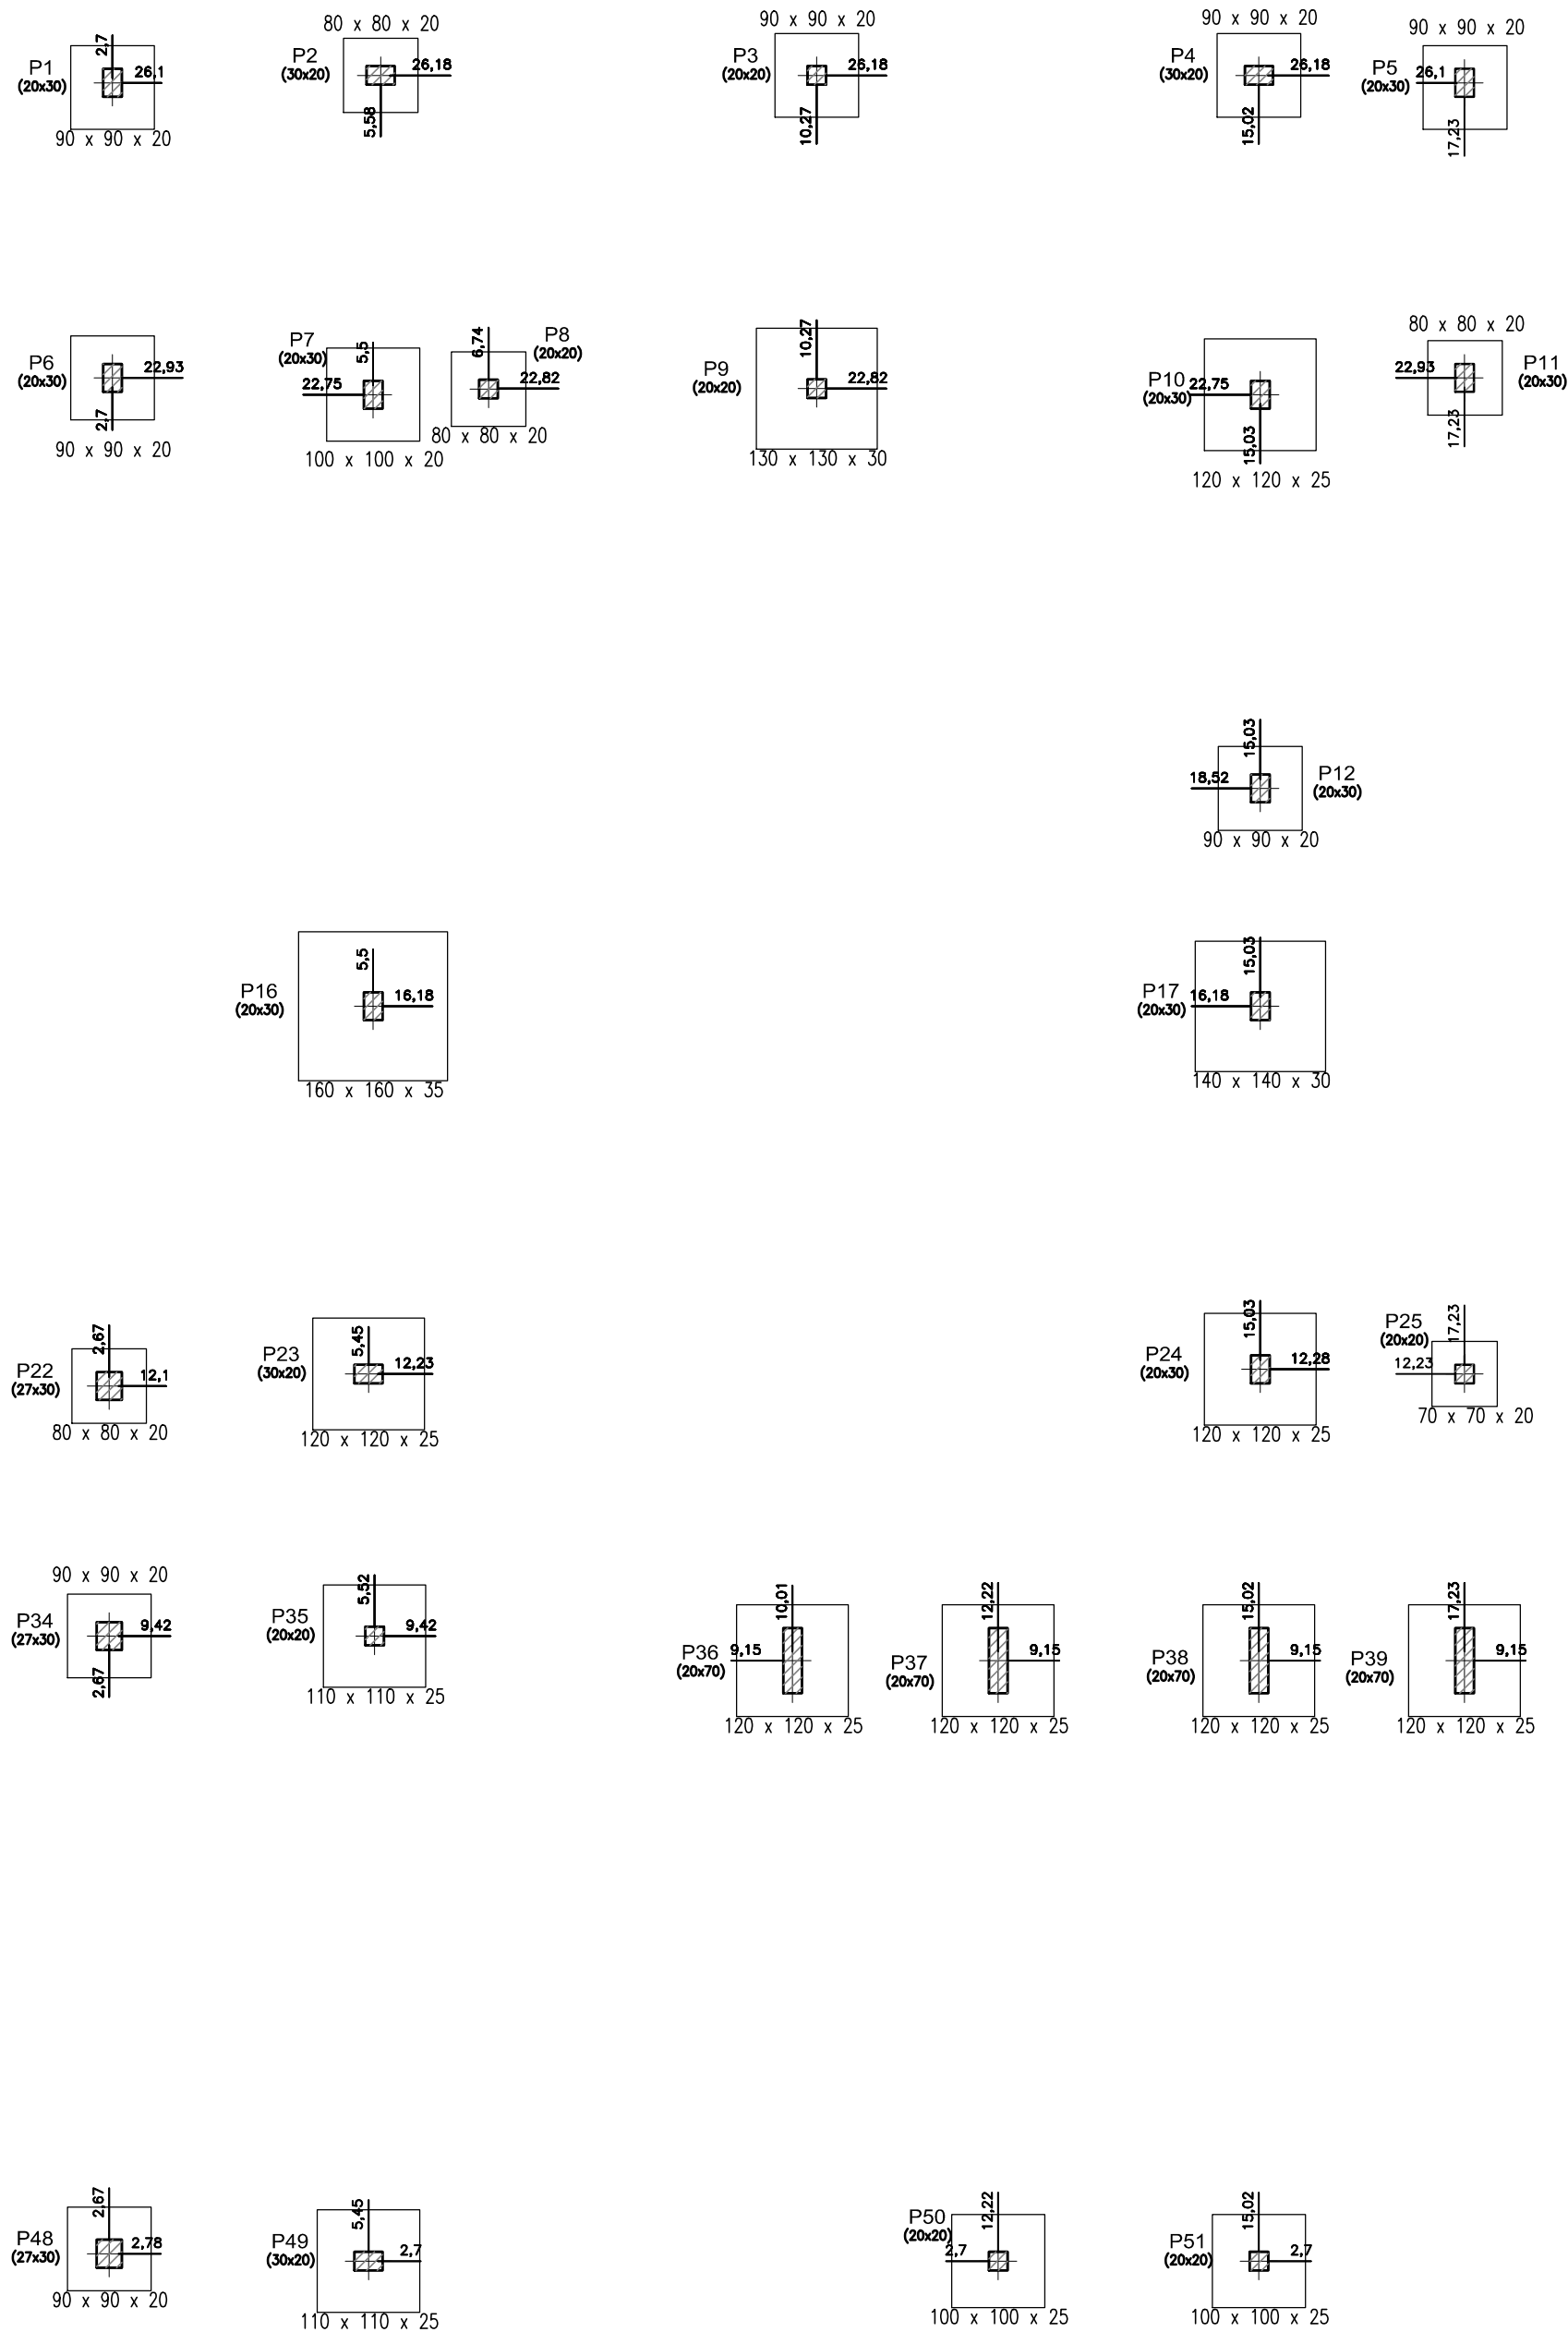 P1
(20x30)
2,7
26,1
90 x 90 x 20
80 x 80 x 20
P2
(30x20)
26,18
5,58
90 x 90 x 20
P3
(20x20)
26,18
10,27
90 x 90 x 20
P4
(30x20)
26,18
15,02
90 x 90 x 20
P5
(20x30)
26,1
17,23
P6
(20x30)
22,93
2,7
90 x 90 x 20
P7
(20x30)
5,5
22,75
100 x 100 x 20
P8
(20x20)
6,74
22,82
80 x 80 x 20
P9
(20x20)
10,27
22,82
130 x 130 x 30
P10
(20x30)
22,75
15,03
120 x 120 x 25
80 x 80 x 20
P11
(20x30)
22,93
17,23
P12
(20x30)
15,03
18,52
90 x 90 x 20
P16
(20x30)
5,5
16,18
160 x 160 x 35
P17
(20x30)
15,03
16,18
140 x 140 x 30
P22
(27x30)
2,67
12,1
80 x 80 x 20
P23
(30x20)
5,45
12,23
120 x 120 x 25
P24
(20x30)
15,03
12,28
120 x 120 x 25
P25
(20x20)
17,23
12,23
70 x 70 x 20
90 x 90 x 20
P34
(27x30)
9,42
2,67
P35
(20x20)
5,52
9,42
110 x 110 x 25
P36
(20x70)
10,01
9,15
120 x 120 x 25
P37
(20x70)
12,22
9,15
120 x 120 x 25
P38
(20x70)
15,02
9,15
120 x 120 x 25
P39
(20x70)
17,23
9,15
120 x 120 x 25
P48
(27x30)
2,67
2,78
90 x 90 x 20
P49
(30x20)
5,45
2,7
110 x 110 x 25
P50
(20x20)
12,22
2,7
100 x 100 x 25
P51
(20x20)
15,02
2,7
100 x 100 x 25